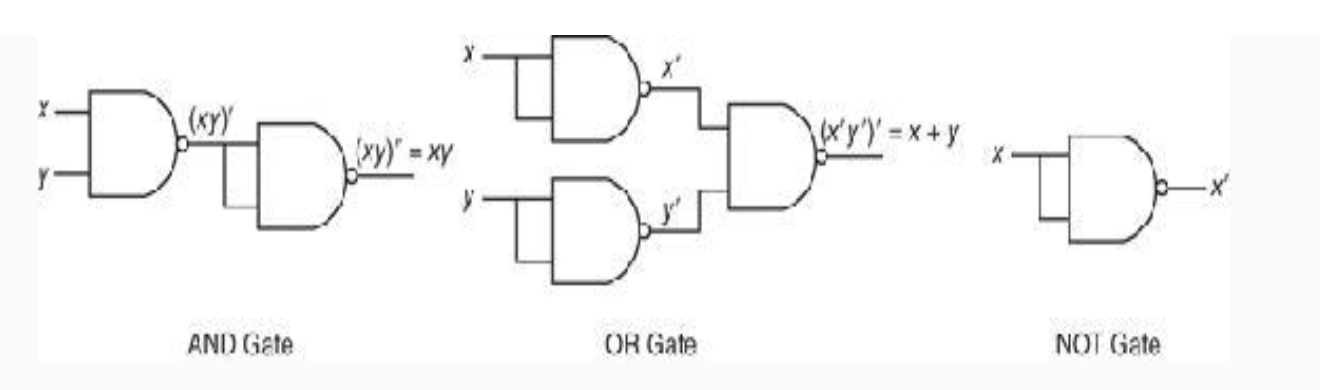 x
y
(xy)'
(xy)" = xy
AND Gate
x
x'
y
y'
(x'y')' = x + y
OR Gate
x
x'
NOT Gate